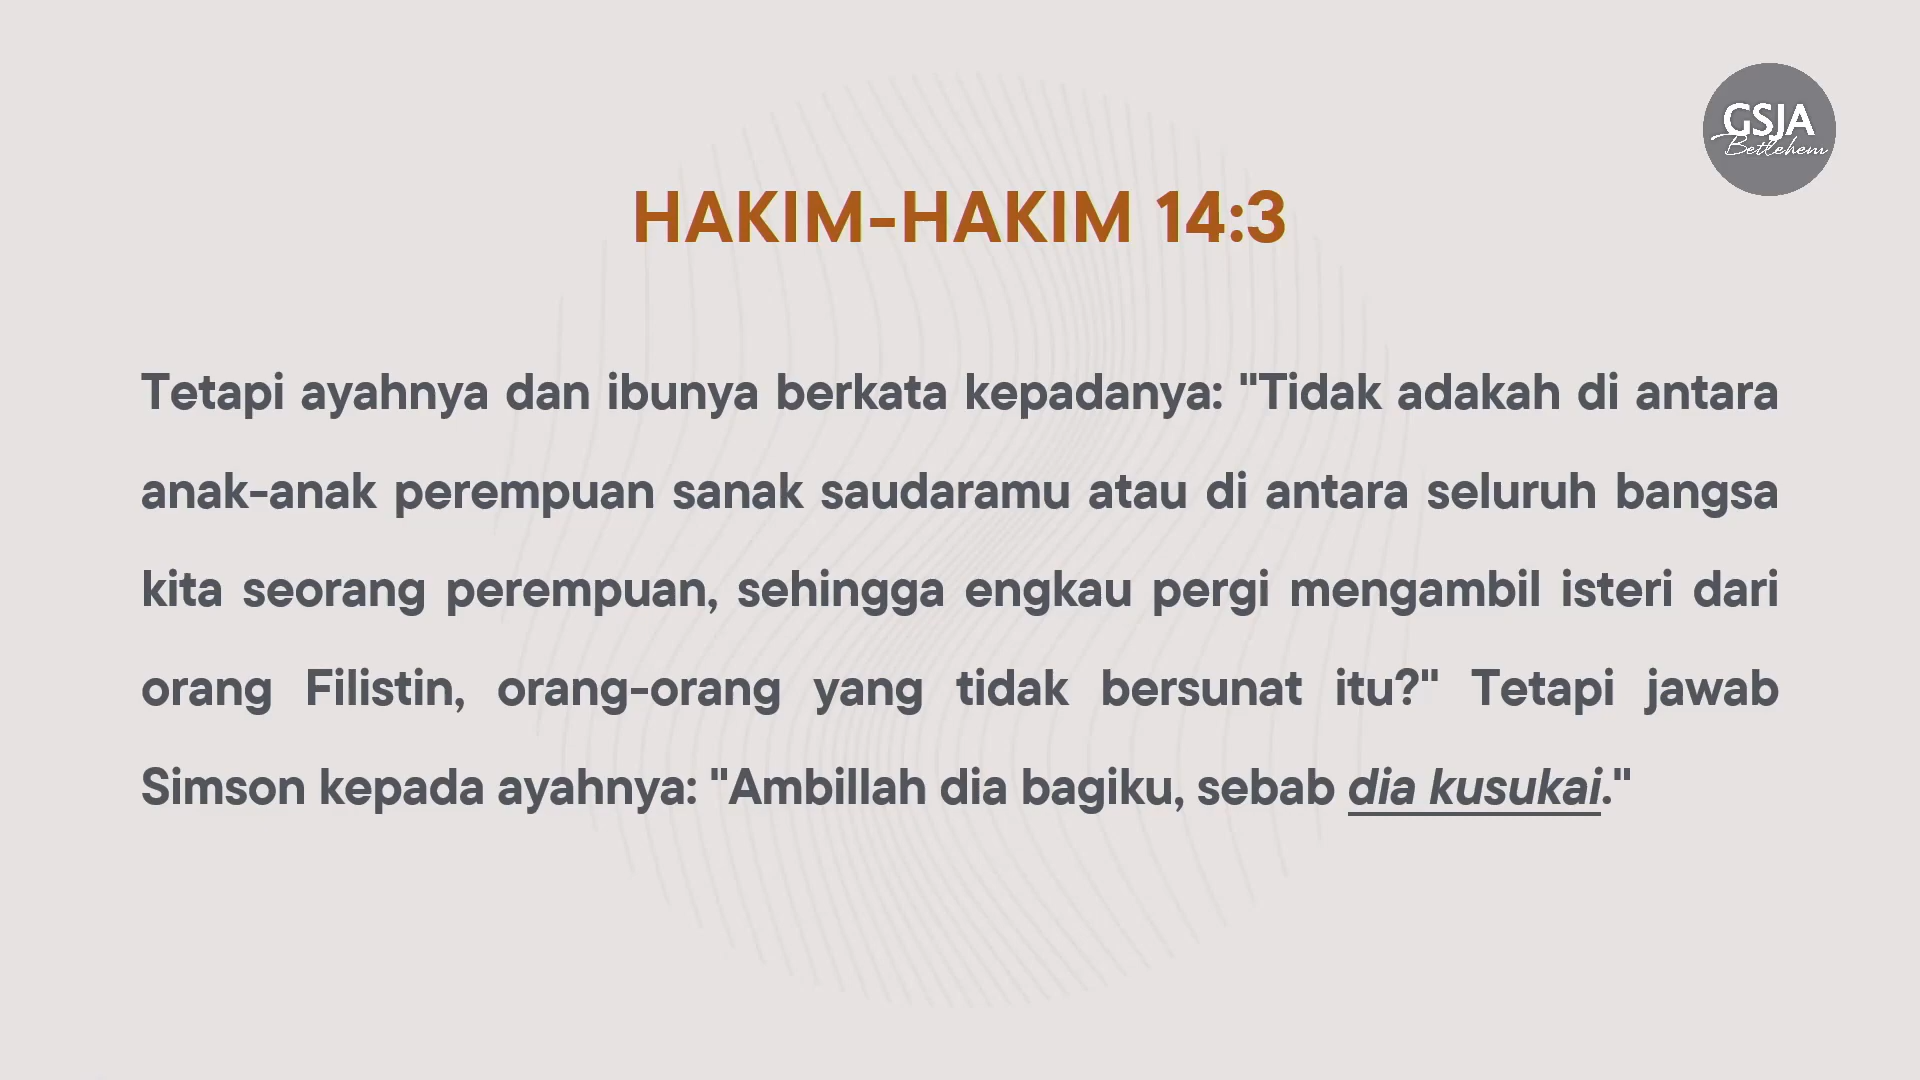 GSJA
Betlehem
HAKIM-HAKIM 14:3
Tetapi ayahnya dan ibunya berkata kepadanya: "Tidak adakah di antara
anak-anak perempuan sanak saudaramu atau di antara seluruh bangsa
kita seorang perempuan, sehingga engkau pergi mengambil isteri dari
orang Filistin, orang-orang yang tidak bersunat itu?" Tetapi jawab
Simson kepada ayahnya: "Ambillah dia bagiku, sebab dia kusukai."